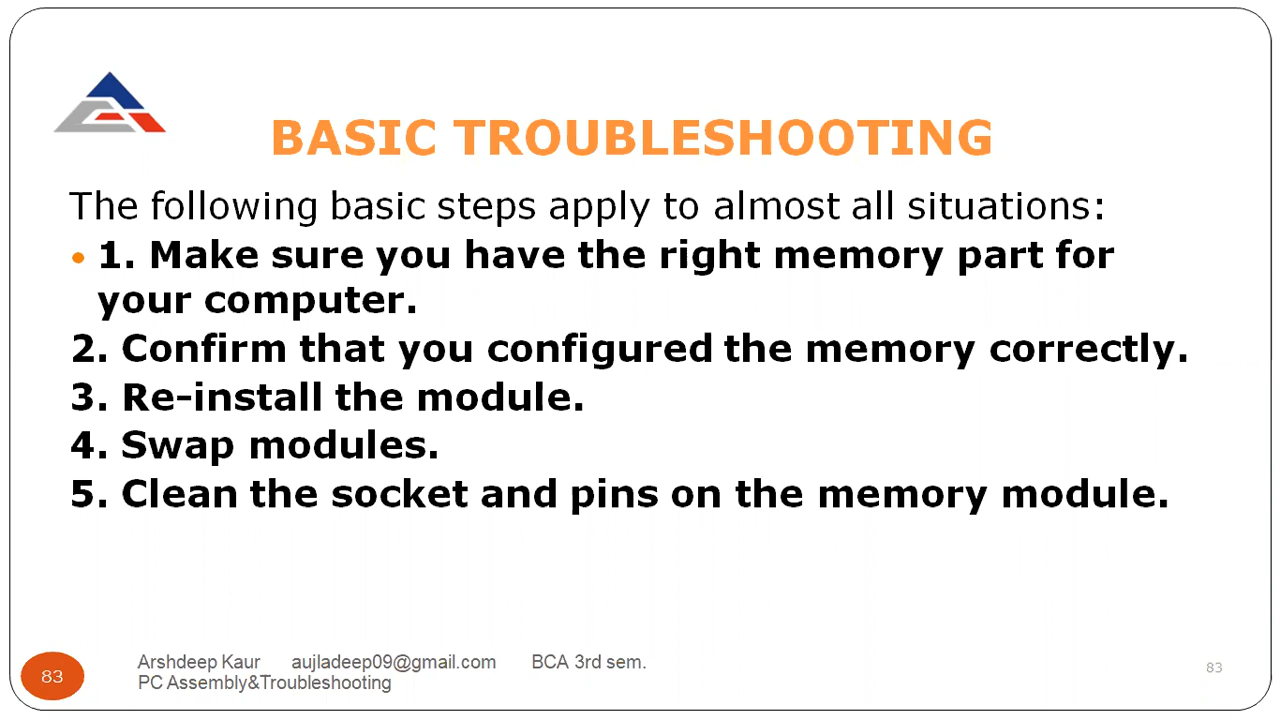 BASIC TROUBLESHOOTING
The following basic steps apply to almost all situations:
• 1. Make sure you have the right memory part for
your computer.
2. Confirm that you configured the memory correctly.
3. Re-install the module.
4. Swap modules.
5. Clean the socket and pins on the memory module.
83
Arshdeep Kaur aujladeep09@gmail.com BCA 3rd sem.
PC Assembly&Troubleshooting
83